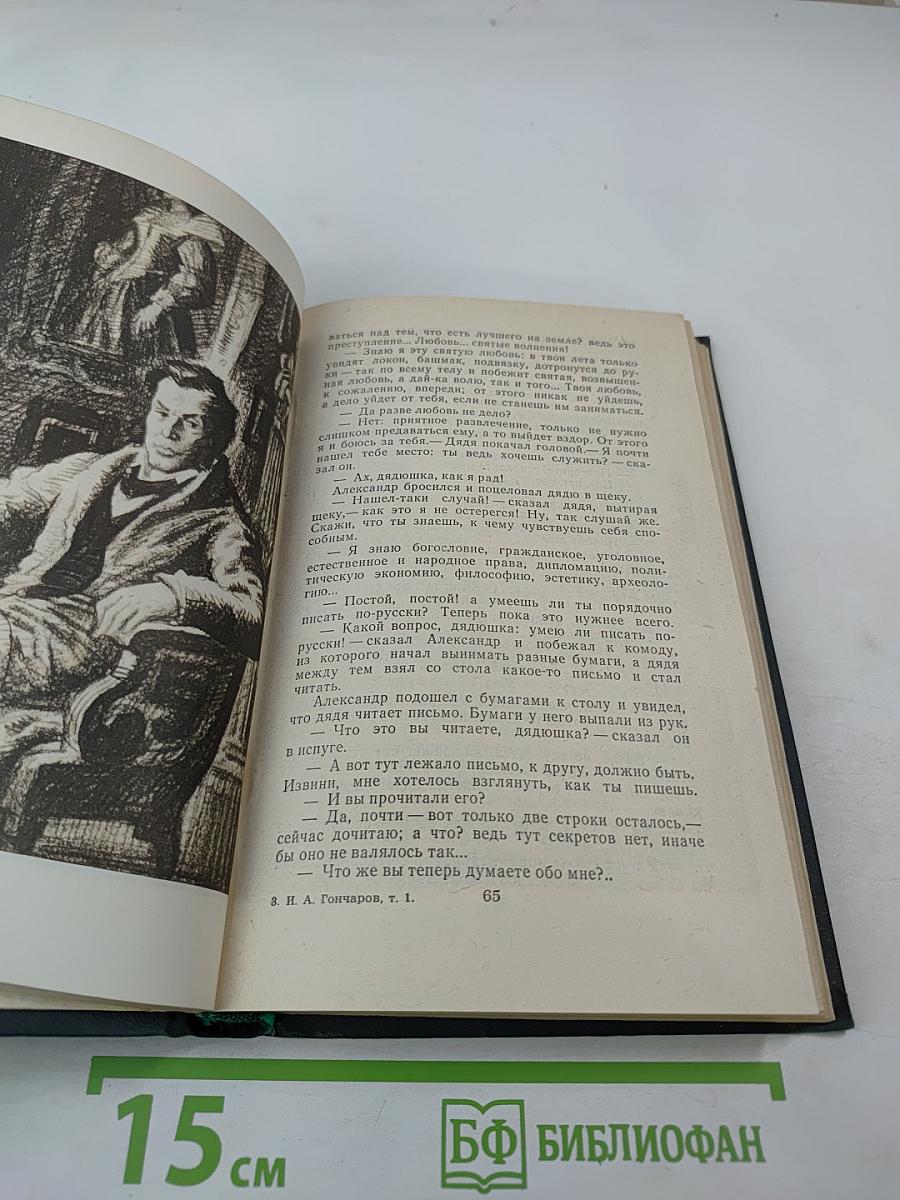 ваться над тем, что есть лучшего на земле? ведь это
преступление... Любовь... святые волнения!
— Знаю я эту святую любовь: в твои лета только
увидят локон, башмак, подвязку, дотронутся до ру-
ки — так по всему телу и побежит святая, возвышен-
ная любовь, а дай-ка волю, так и того... Твоя любовь,
к сожалению, впереди; от этого никак не уйдешь,
а дело уйдет от тебя, если не станешь им заниматься.
— Да разве любовь не дело?
— Нет: приятное развлечение, только не нужно
слишком предаваться ему, а то выйдет вздор. От этого
я и боюсь за тебя.— Дядя покачал головой.— Я почти
нашел тебе место: ты ведь хочешь служить? — ска-
зал он.
— Ах, дядюшка, как я рад!
Александр бросился и поцеловал дядю в щеку.
— Нашел-таки случай! — сказал дядя, вытирая
щеку,— как это я не остерегся! Ну, так слушай же.
Скажи, что ты знаешь, к чему чувствуешь себя спо-
собным.
— Я знаю богословие, гражданское, уголовное,
естественное и народное права, дипломацию, поли-
тическую экономию, философию, эстетику, археоло-
гию...
— Постой, постой! а умеешь ли ты порядочно
писать по-русски? Теперь пока это нужнее всего.
— Какой вопрос, дядюшка: умею ли писать по-
русски! — сказал Александр и побежал к комоду,
из которого начал вынимать разные бумаги, а дядя
между тем взял со стола какое-то письмо и стал
читать.
Александр подошел с бумагами к столу и увидел,
что дядя читает письмо. Бумаги у него выпали из рук.
— Что это вы читаете, дядюшка? — сказал он
в испуге.
— А вот тут лежало письмо, к другу, должно быть.
Извини, мне хотелось взглянуть, как ты пишешь.
— И вы прочитали его?
— Да, почти — вот только две строки осталось,—
сейчас дочитаю; а что? ведь тут секретов нет, иначе
бы оно не валялось так...
— Что же вы теперь думаете обо мне?..
3. И. А. Гончаров, т. 1. 65
15 см
БФ БИБЛИОФАН